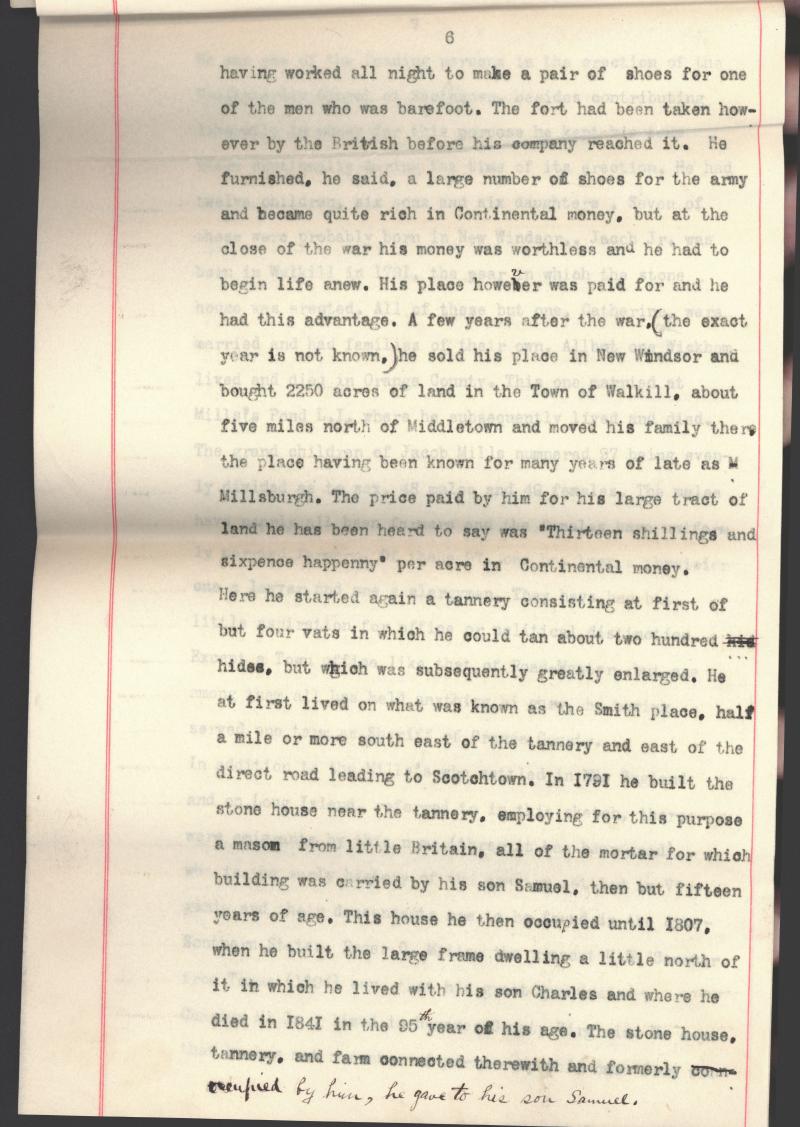 6
having worked all night to make a pair of shoes for one
of the men who was barefoot. The fort had been taken how-
ever by the British before his company reached it. He
furnished, he said, a large number of shoes for the army
and became quite rich in Continental money, but at the
close of the war his money was worthless and he had to
begin life anew. His place however was paid for and he
had this advantage. A few years after the war, (the exact
year is not known,) he sold his place in New Windsor and
bought 2250 acres of land in the Town of Walkill, about
five miles north of Middletown and moved his family there
the place having been known for many years of late as M
Millsburgh. The price paid by him for his large tract of
land he has been heard to say was "Thirteen shillings and
sixpence happenny" per acre in Continental money.
Here he started again a tannery consisting at first of
but four vats in which he could tan about two hundred hid
hides, but which was subsequently greatly enlarged. He
at first lived on what was known as the Smith place, half
a mile or more south east of the tannery and east of the
direct road leading to Scotchtown. In I79I he built the
stone house near the tannery, employing for this purpose
a mason from little Britain, all of the mortar for which
building was carried by his son Samuel, then but fifteen
years of age. This house he then occupied until I807,
when he built the large frame dwelling a little north of
it in which he lived with his son Charles and where he
died in I84I in the 95th year of his age. The stone house,
tannery, and farm connected therewith and formerly
occupied by him, he gave to his son Samuel.